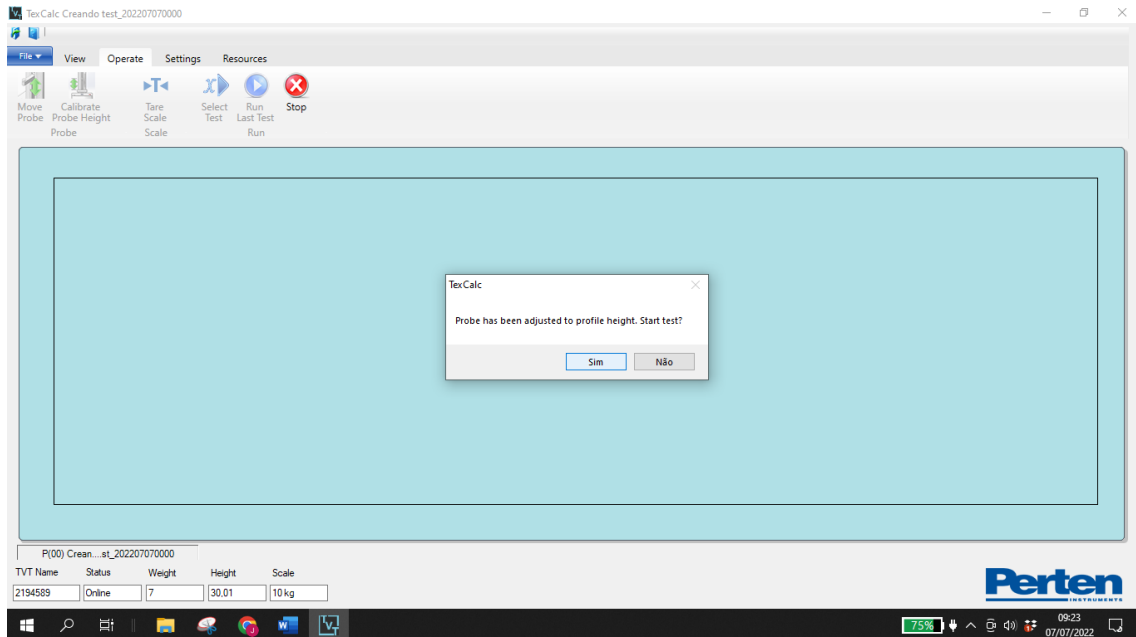 TexCalc Creando test_202207070000
File View Operate Settings Resources
Move Probe Calibrate Probe Height Tare Scale Select Test Run Last Test Stop
Probe Scale Run
TexCalc
Probe has been adjusted to profile height. Start test?
Sim Não
P(00) Crean....st_202207070000
TVT Name Status Weight Height Scale
2194589 Online 7 30,01 10 kg
Perten
INSTRUMENTS
75% 09:23
07/07/2022